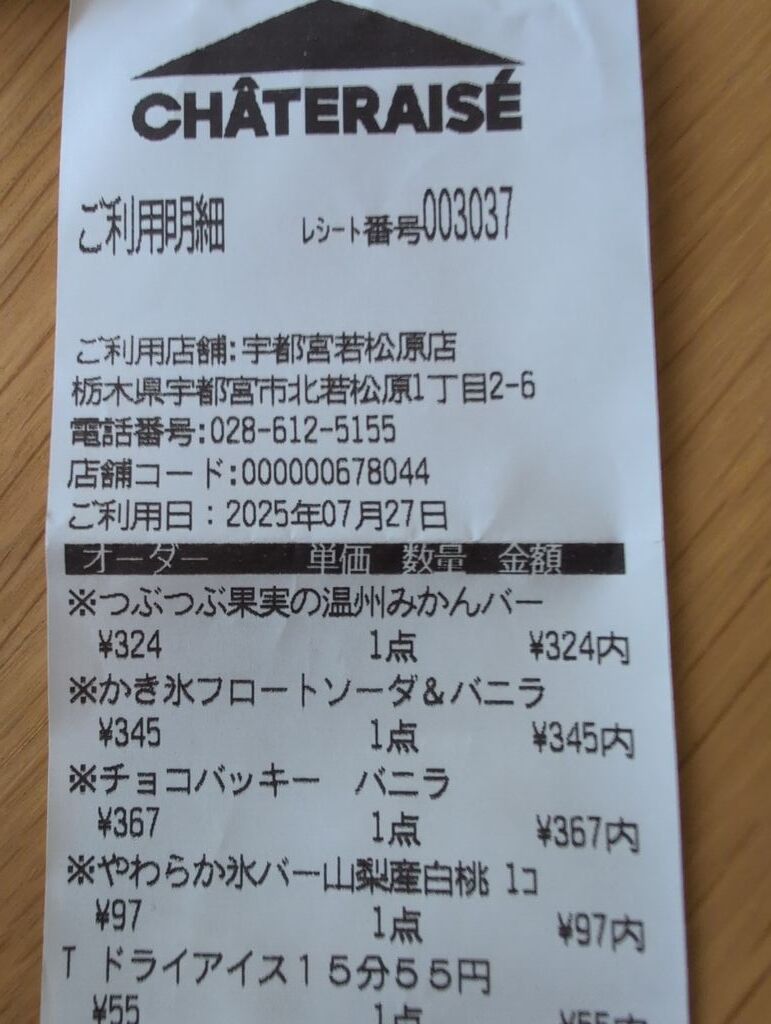 CHÂTERAISÉ
ご利用明細 レシート番号003037
ご利用店舗:宇都宮若松原店
栃木県宇都宮市北若松原1丁目2-6
電話番号:028-612-5155
店舗コード:000000678044
ご利用日：2025年07月27日
オーダー 単価 数量 金額
※つぶつぶ果実の温州みかんバー
¥324 1点 ¥324内
※かき氷フロートソーダ&バニラ
¥345 1点 ¥345内
※チョコバッキー　バニラ
¥367 1点 ¥367内
※やわらか氷バー山梨産白桃 1コ
¥97 1点 ¥97内
T ドライアイス１５分５５円
¥55 1点 ¥55内